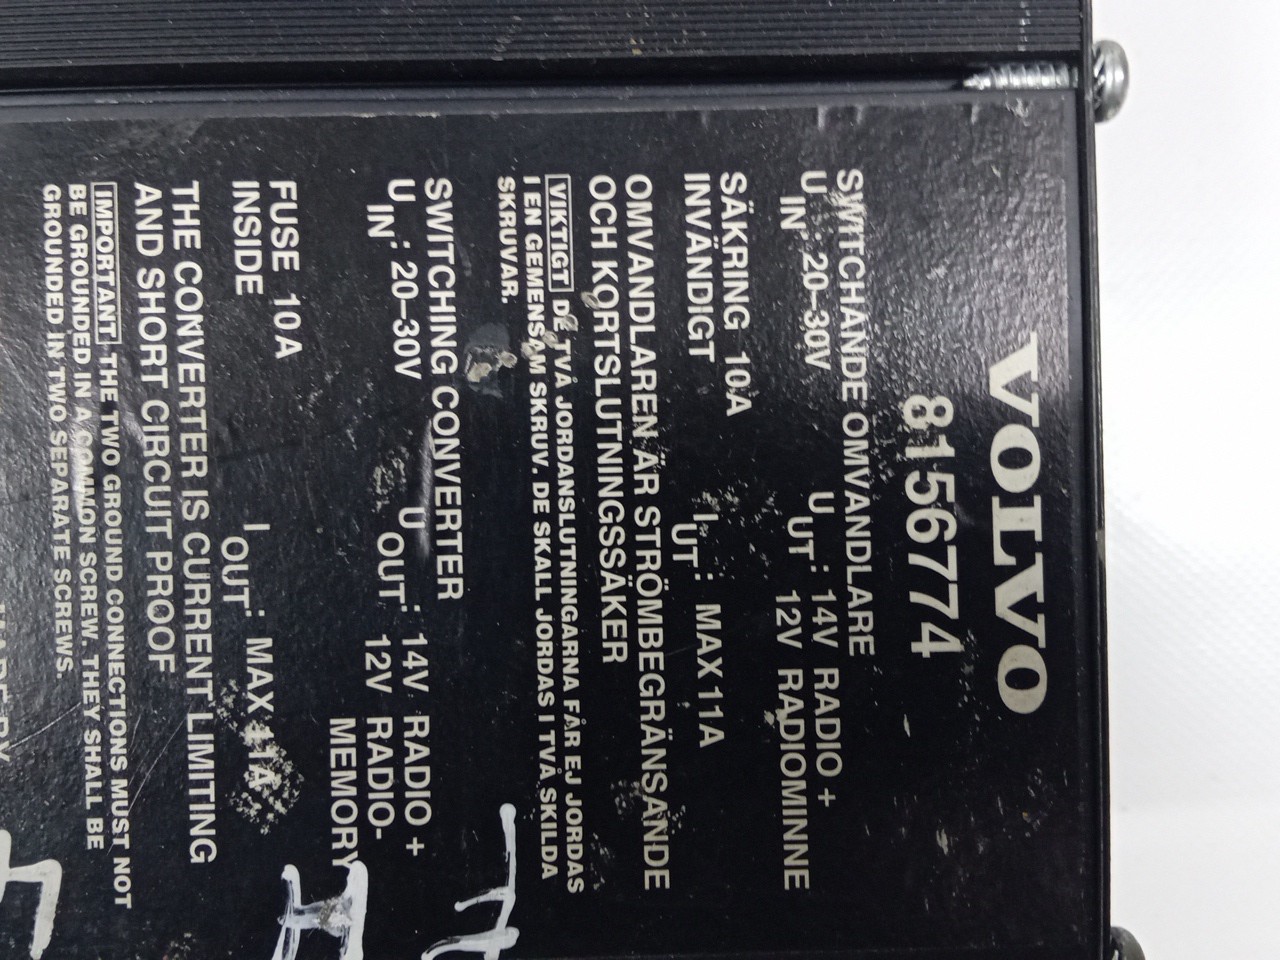 VOLVO
8156774
SWITCHANDE OMVANDLARE
U IN : 20–30V U UT : 14V RADIO +
12V RADIOMINNE
SÄKRING 10A I UT : MAX 11A
INVÄNDIGT
OMVANDLAREN ÄR STRÖMBEGRÄNSANDE
OCH KORTSLUTNINGSSÄKER
VIKTIGT DE TVÅ JORDANSLUTNINGARNA FÅR EJ JORDAS
I EN GEMENSAM SKRUV. DE SKALL JORDAS I TVÅ SKILDA
SKRUVAR.
SWITCHING CONVERTER
U IN : 20–30V U OUT : 14V RADIO +
12V RADIO-
MEMORY
FUSE 10A I OUT : MAX 11A
INSIDE
THE CONVERTER IS CURRENT LIMITING
AND SHORT CIRCUIT PROOF
IMPORTANT THE TWO GROUND CONNECTIONS MUST NOT
BE GROUNDED IN A COMMON SCREW. THEY SHALL BE
GROUNDED IN TWO SEPARATE SCREWS.